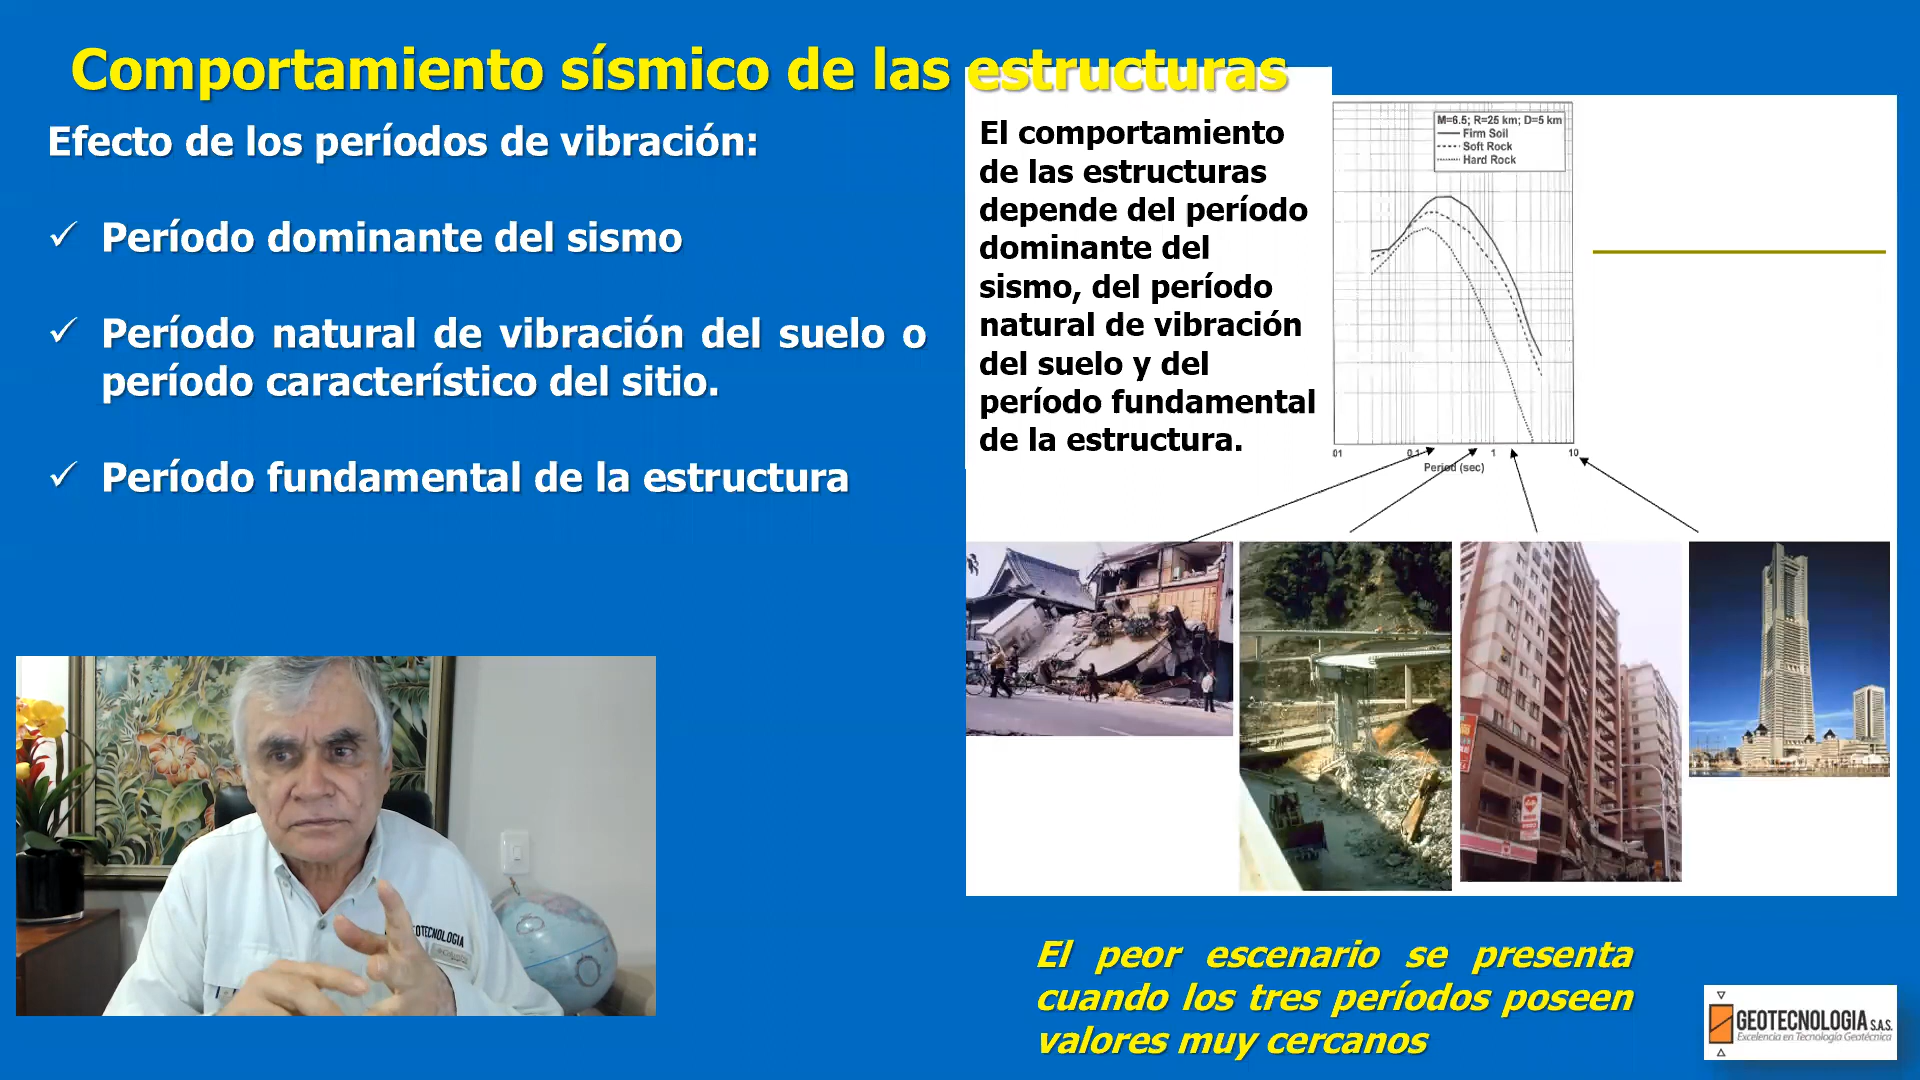 Comportamiento sísmico de las estructuras
Efecto de los períodos de vibración:
Período dominante del sismo
Período natural de vibración del suelo o
período característico del sitio.
Período fundamental de la estructura
El comportamiento
de las estructuras
depende del período
dominante del
sismo, del período
natural de vibración
del suelo y del
período fundamental
de la estructura.
M=6.5; R=25 km; D=5 km
Firm Soil
Soft Rock
Hard Rock
01 0.1 1 10
Period (sec)
El peor escenario se presenta
cuando los tres períodos poseen
valores muy cercanos
GEOTECNOLOGIA S.A.S.
Excelencia en Tecnología Geotécnica